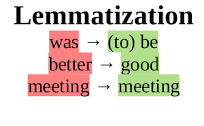 Lemmatization
was → (to) be
better → good
meeting → meeting